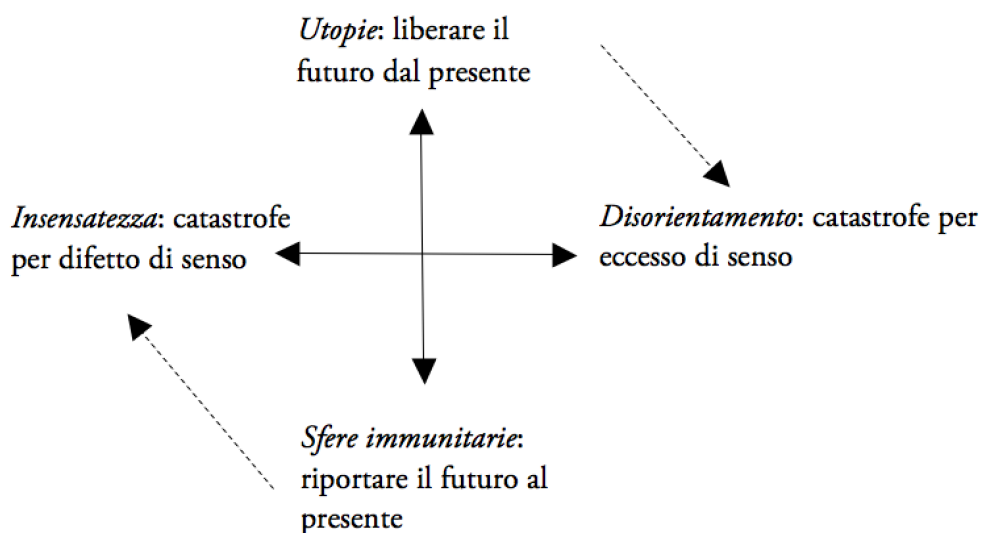 Utopie: liberare il
futuro dal presente
Insensatezza: catastrofe
per difetto di senso
Disorientamento: catastrofe per
eccesso di senso
Sfere immunitarie:
riportare il futuro al
presente